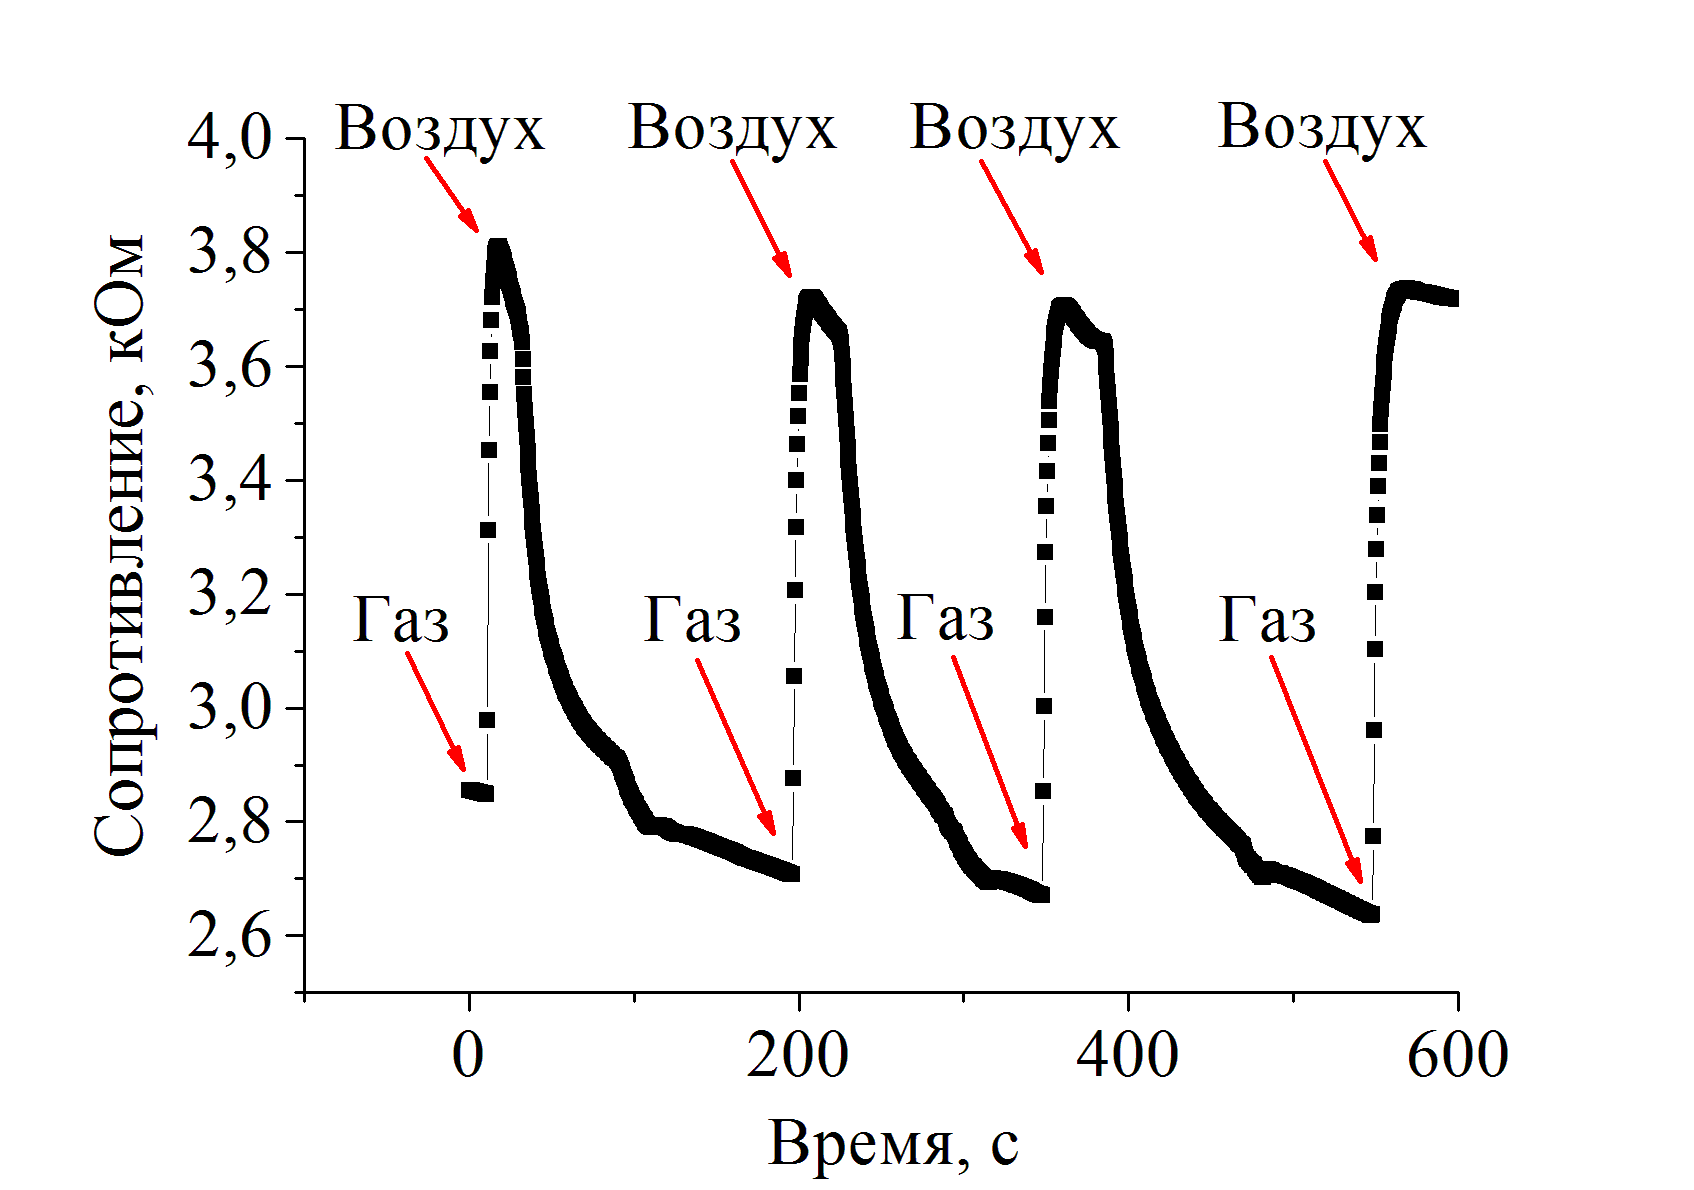 Воздух Воздух Воздух Воздух
4,0
3,8
3,6
3,4
3,2
3,0
2,8
2,6
Сопротивление, кОм
Газ Газ Газ Газ
0 200 400 600
Время, с